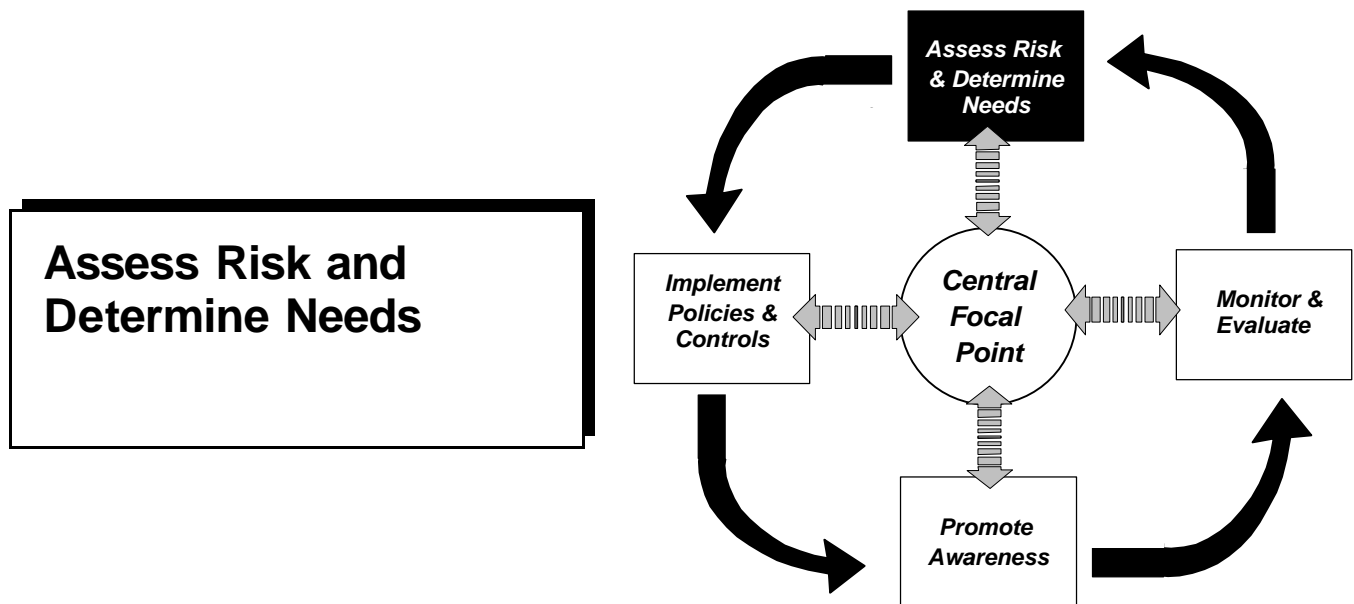 Assess Risk and
Determine Needs
Assess Risk
& Determine
Needs
Implement
Policies &
Controls
Central
Focal
Point
Monitor &
Evaluate
Promote
Awareness